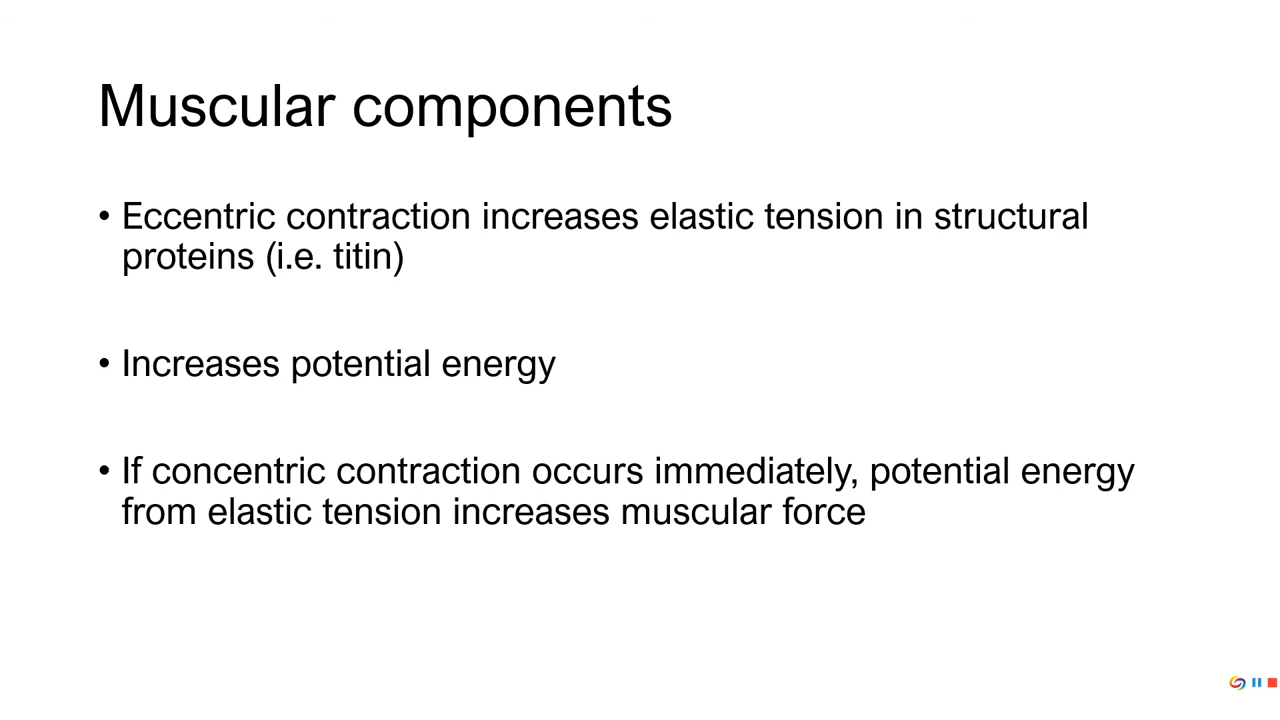 Muscular components
• Eccentric contraction increases elastic tension in structural
proteins (i.e. titin)
• Increases potential energy
• If concentric contraction occurs immediately, potential energy
from elastic tension increases muscular force